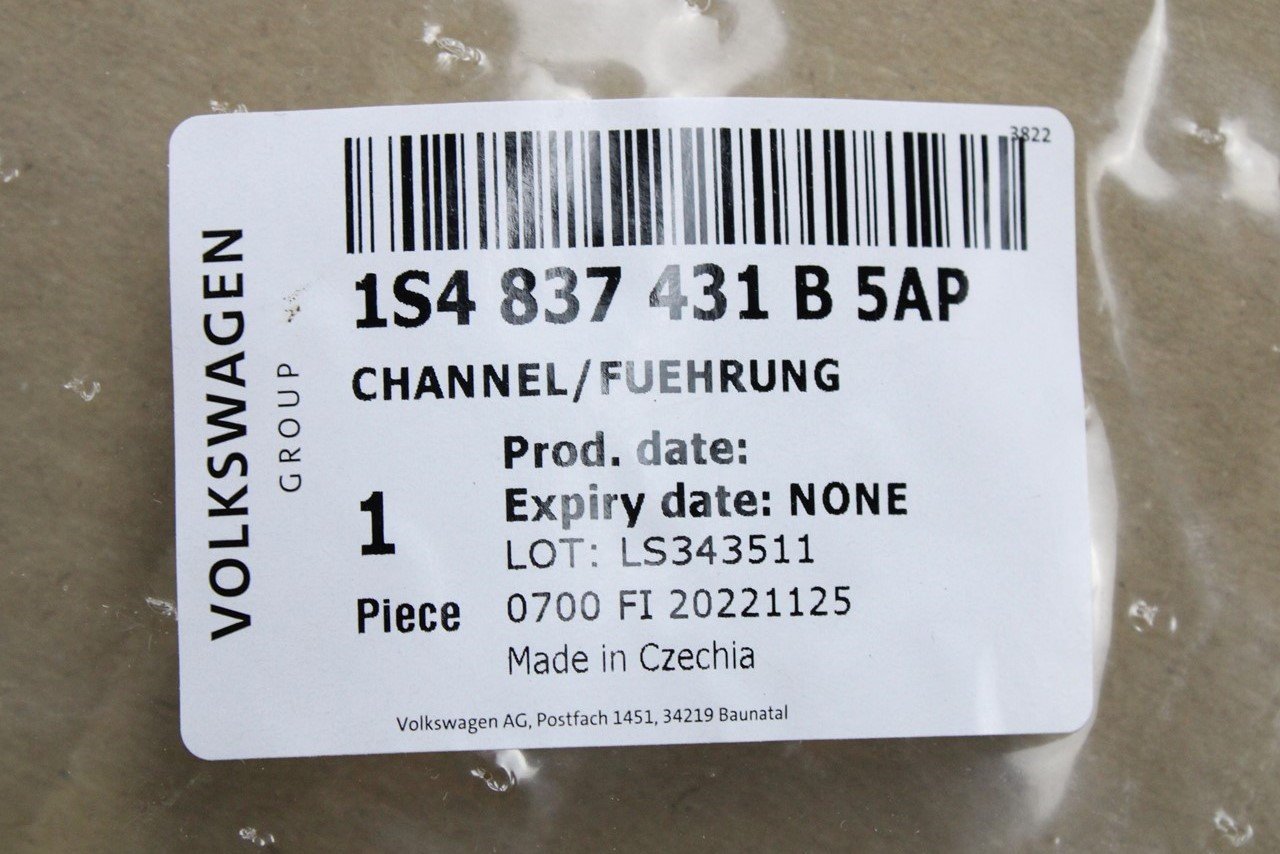 3822
VOLKSWAGEN
GROUP
1S4 837 431 B 5AP
CHANNEL/FUEHRUNG
Prod. date:
Expiry date: NONE
1
Piece
LOT: LS343511
0700 FI 20221125
Made in Czechia
Volkswagen AG, Postfach 1451, 34219 Baunatal